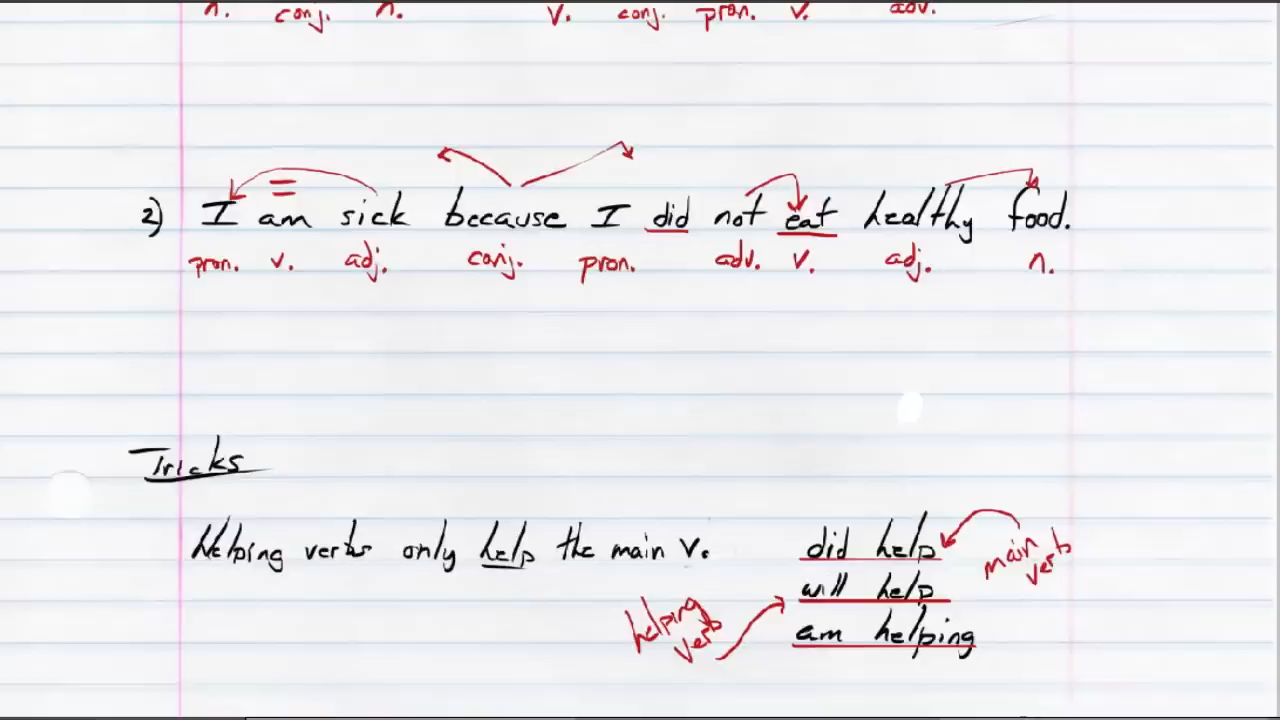 n. conj. n. v. conj. pron. v. adv.
2) I am sick because I did not eat healthy food.
pron. v. adj. conj. pron. adv. v. adj. n.
Tricks
Helping verbs only help the main v.
did help
main verb
will help
helping verb
am helping